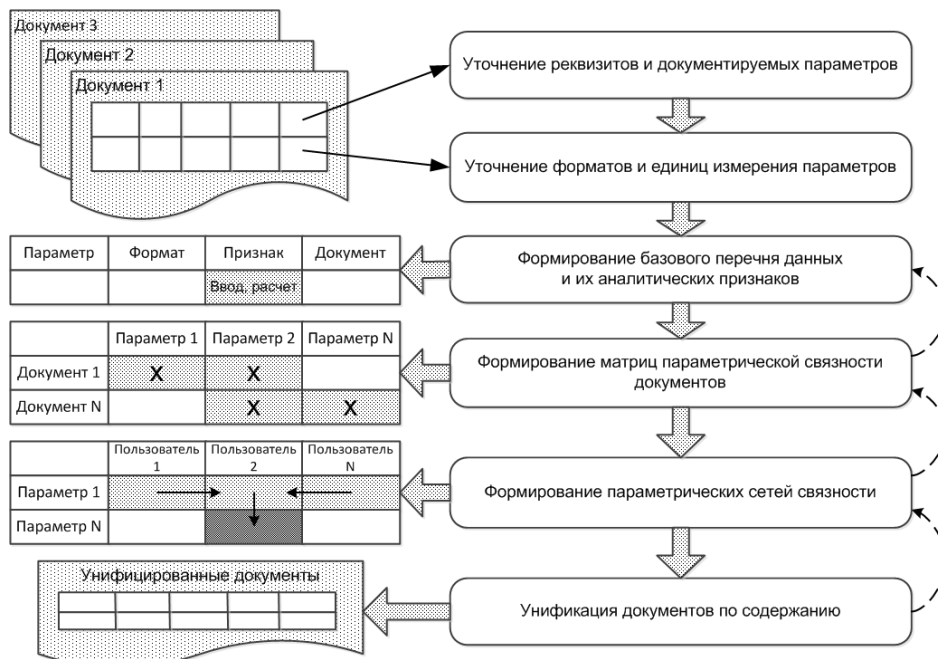 Документ 3
Документ 2
Документ 1
Уточнение реквизитов и документируемых параметров
Уточнение форматов и единиц измерения параметров
Параметр Формат Признак Документ
Ввод, расчет
Формирование базового перечня данных
и их аналитических признаков
Параметр 1 Параметр 2 Параметр N
Документ 1 X X
Документ N X X
Формирование матриц параметрической связности
документов
Пользователь 1 Пользователь 2 Пользователь N
Параметр 1
Параметр N
Формирование параметрических сетей связности
Унифицированные документы
Унификация документов по содержанию